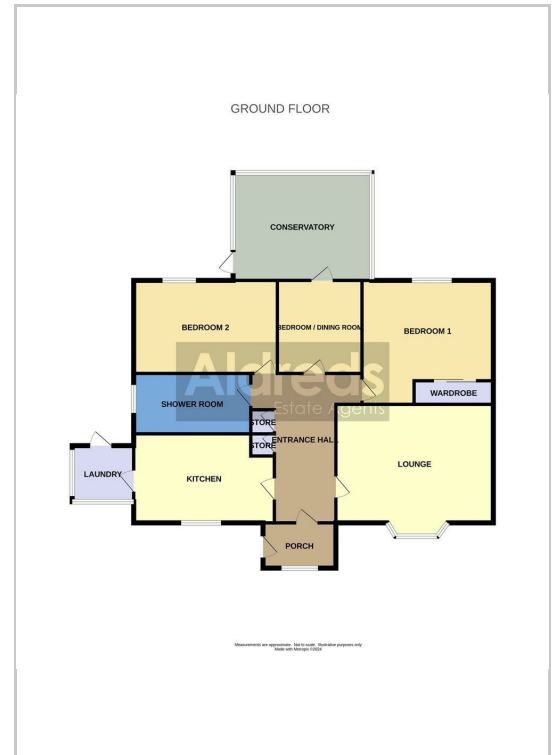 GROUND FLOOR
CONSERVATORY
BEDROOM 2
BEDROOM / DINING ROOM
BEDROOM 1
Aldreds
Estate Agents
WARDROBE
SHOWER ROOM
STORE
ENTRANCE HALL
STORE
LOUNGE
LAUNDRY
KITCHEN
PORCH
Measurements are approximate. Not to scale. Illustrative purposes only
Made with Metropix ©2024